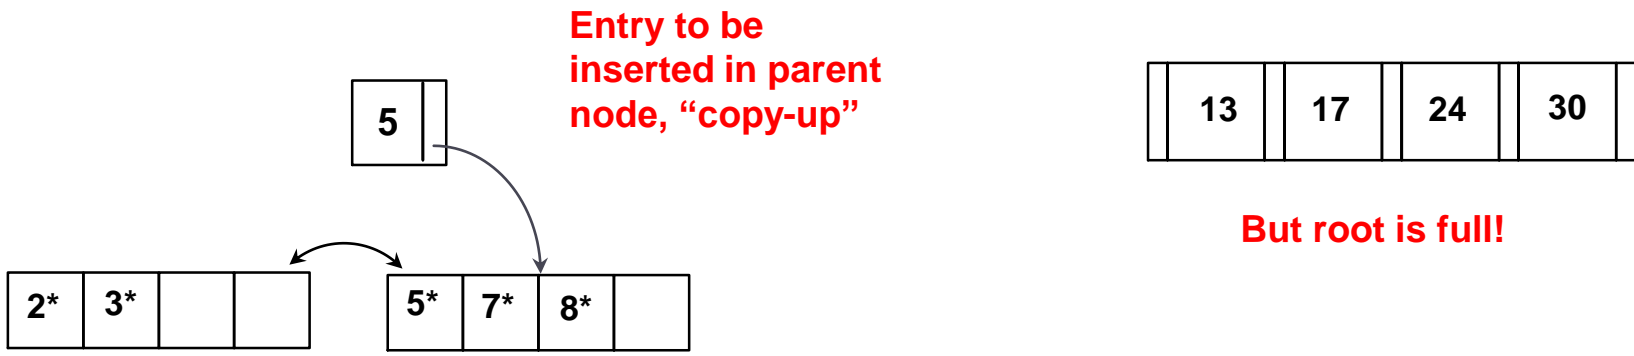 Entry to be
inserted in parent
node, “copy-up”
5
13 17 24 30
But root is full!
2* 3*
5* 7* 8*